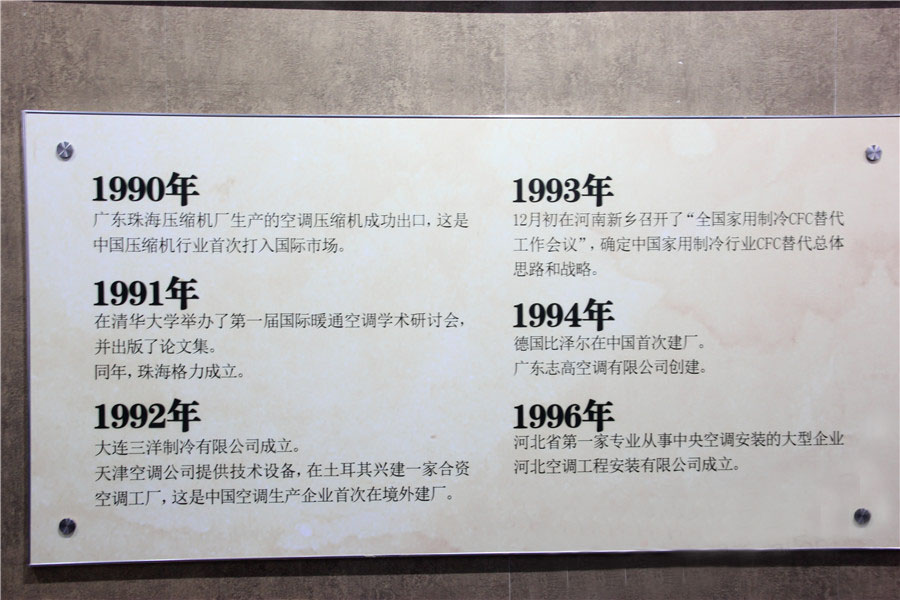 1990年
广东珠海压缩机厂生产的空调压缩机成功出口，这是
中国压缩机行业首次打入国际市场。
1991年
在清华大学举办了第一届国际暖通空调学术研讨会，
并出版了论文集。
同年，珠海格力成立。
1992年
大连三洋制冷有限公司成立。
天津空调公司提供技术设备，在土耳其兴建一家合资
空调工厂，这是中国空调生产企业首次在境外建厂。
1993年
12月初在河南新乡召开了“全国家用制冷CFC替代
工作会议”，确定中国家用制冷行业CFC替代总体
思路和战略。
1994年
德国比泽尔在中国首次建厂。
广东志高空调有限公司创建。
1996年
河北省第一家专业从事中央空调安装的大型企业
河北空调工程安装有限公司成立。